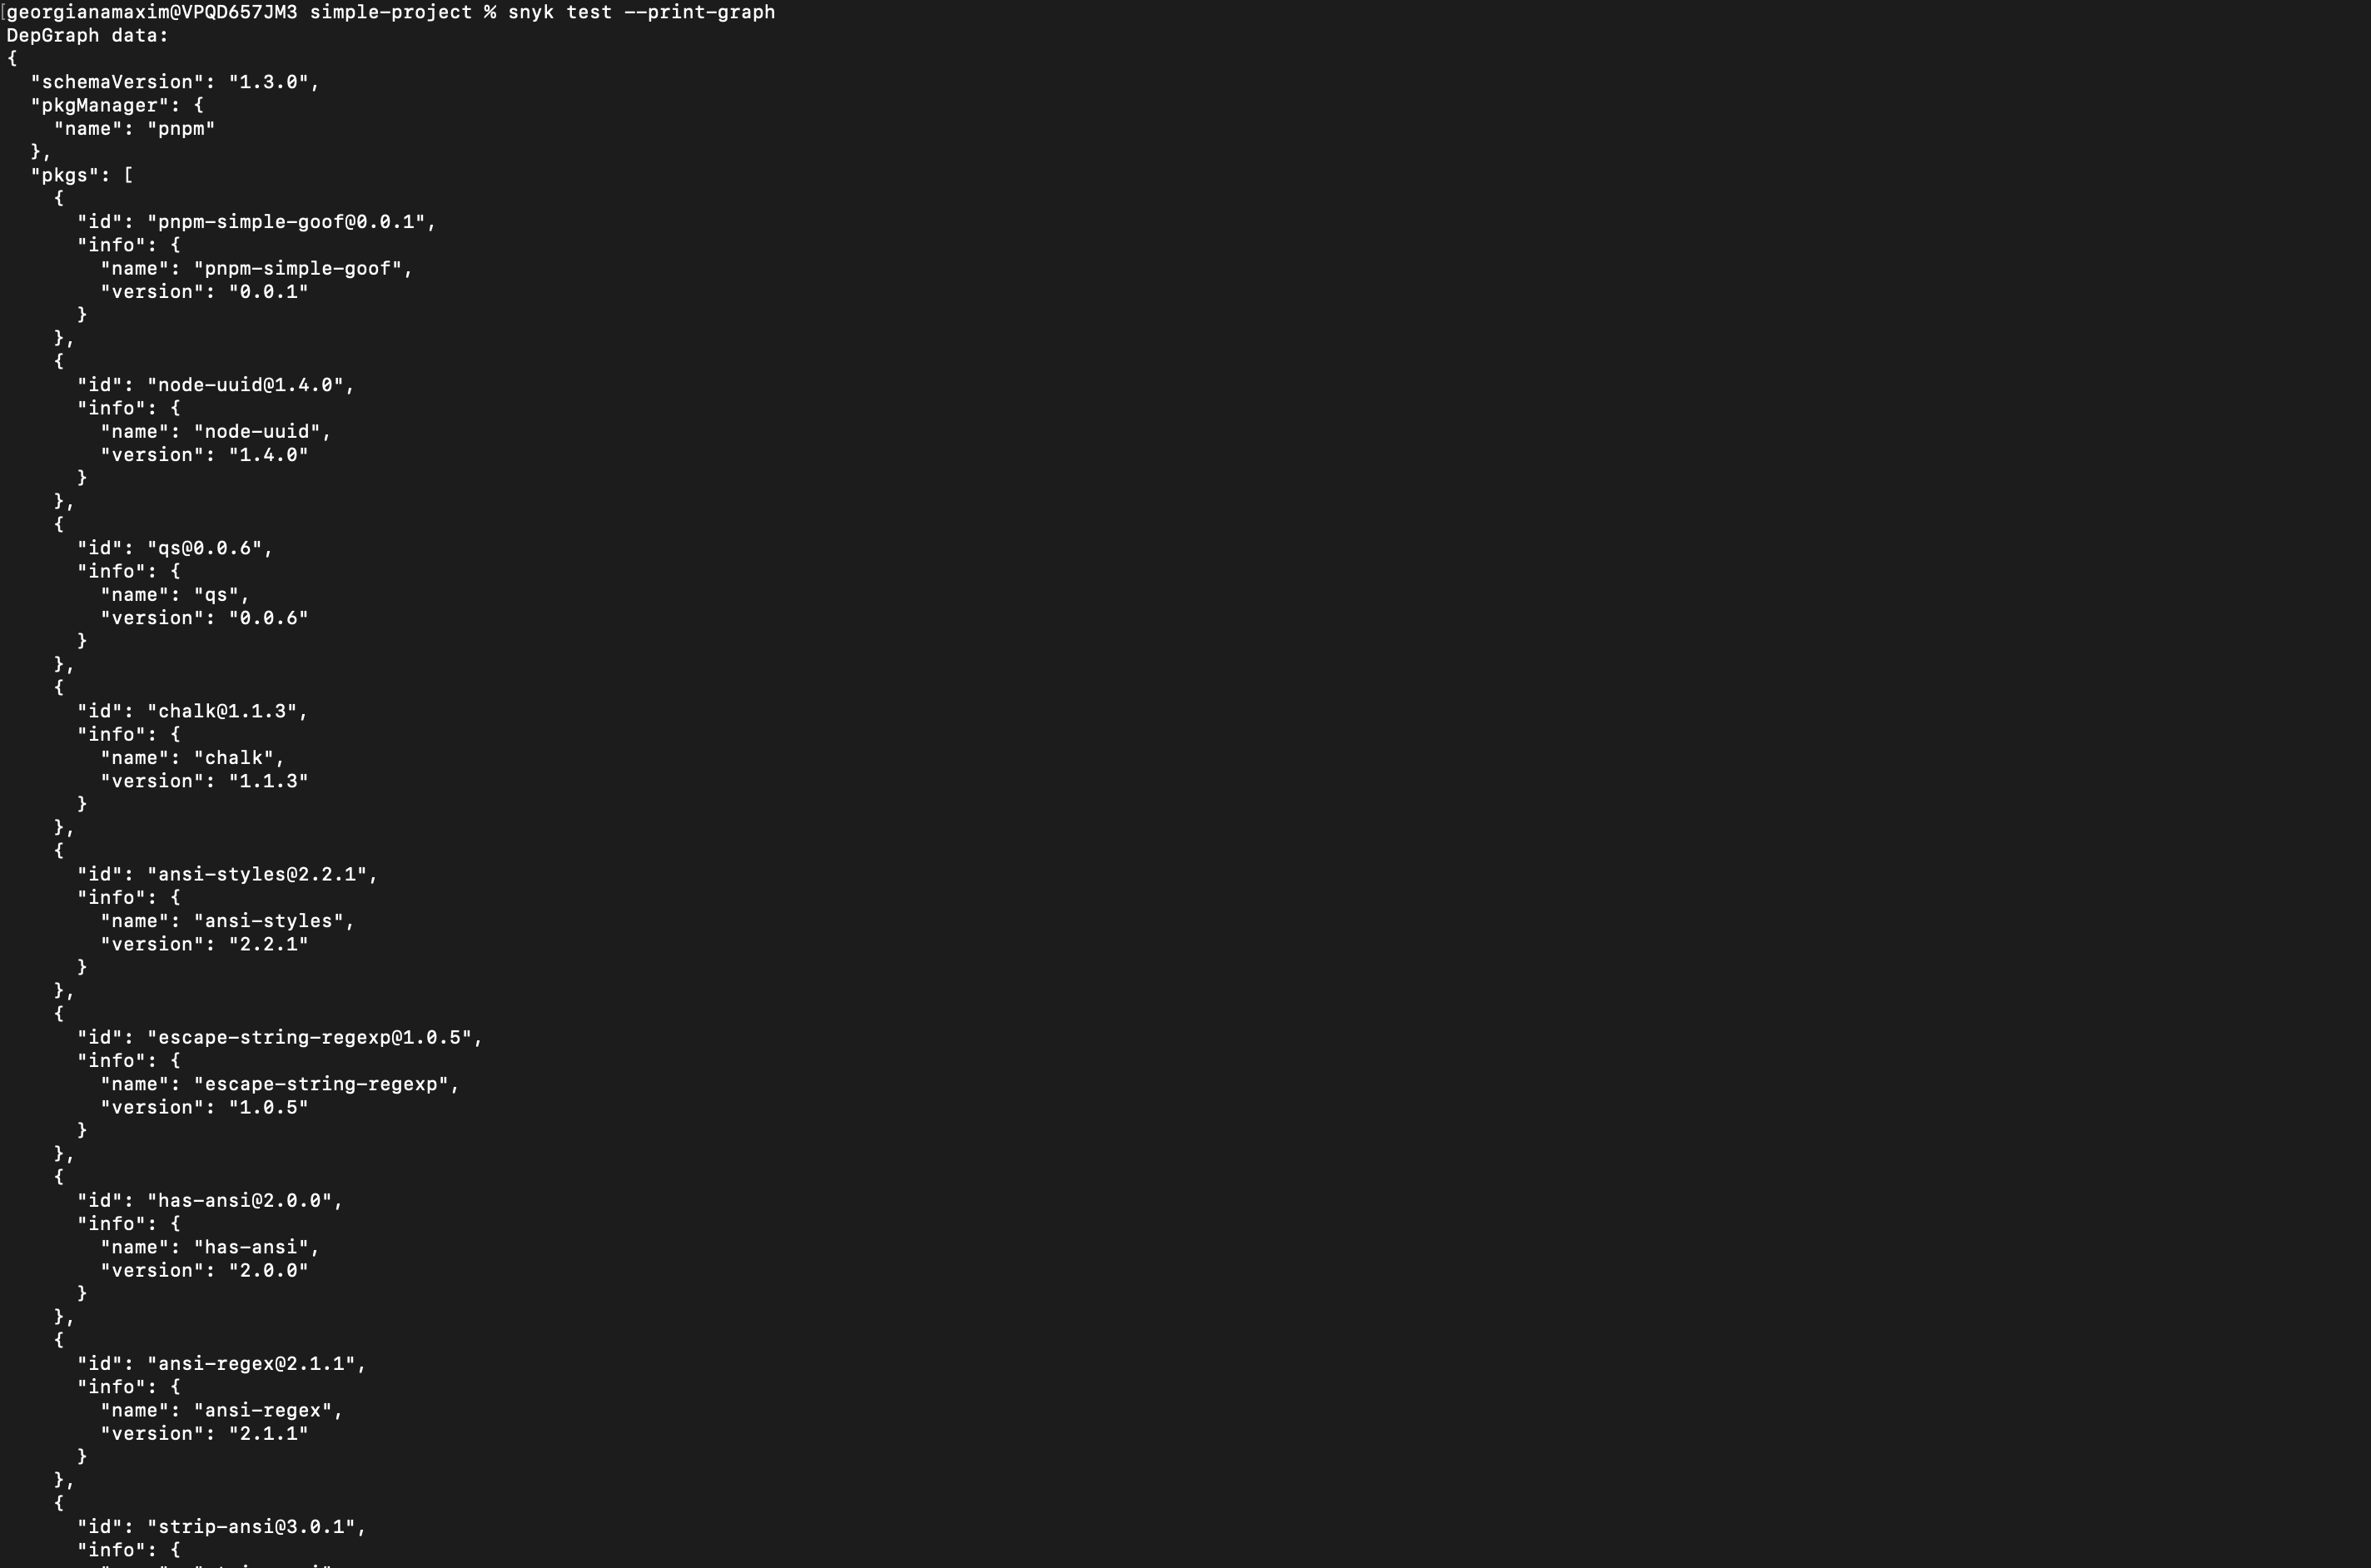 georgianamaxim@VPQD657JM3 simple-project % snyk test --print-graph
DepGraph data:
{
  "schemaVersion": "1.3.0",
  "pkgManager": {
    "name": "pnpm"
  },
  "pkgs": [
    {
      "id": "pnpm-simple-goof@0.0.1",
      "info": {
        "name": "pnpm-simple-goof",
        "version": "0.0.1"
      }
    },
    {
      "id": "node-uuid@1.4.0",
      "info": {
        "name": "node-uuid",
        "version": "1.4.0"
      }
    },
    {
      "id": "qs@0.0.6",
      "info": {
        "name": "qs",
        "version": "0.0.6"
      }
    },
    {
      "id": "chalk@1.1.3",
      "info": {
        "name": "chalk",
        "version": "1.1.3"
      }
    },
    {
      "id": "ansi-styles@2.2.1",
      "info": {
        "name": "ansi-styles",
        "version": "2.2.1"
      }
    },
    {
      "id": "escape-string-regexp@1.0.5",
      "info": {
        "name": "escape-string-regexp",
        "version": "1.0.5"
      }
    },
    {
      "id": "has-ansi@2.0.0",
      "info": {
        "name": "has-ansi",
        "version": "2.0.0"
      }
    },
    {
      "id": "ansi-regex@2.1.1",
      "info": {
        "name": "ansi-regex",
        "version": "2.1.1"
      }
    },
    {
      "id": "strip-ansi@3.0.1",
      "info": {